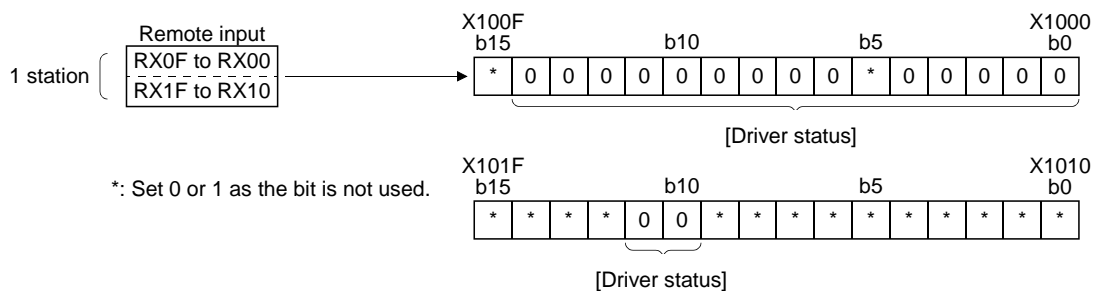 X100F X1000
Remote input b15 b10 b5 b0
1 station RX0F to RX00 * 0 0 0 0 0 0 0 0 0 * 0 0 0 0 0
RX1F to RX10
[Driver status]
X101F X1010
*: Set 0 or 1 as the bit is not used. b15 b10 b5 b0
* * * * 0 0 * * * * * * * * * *
[Driver status]